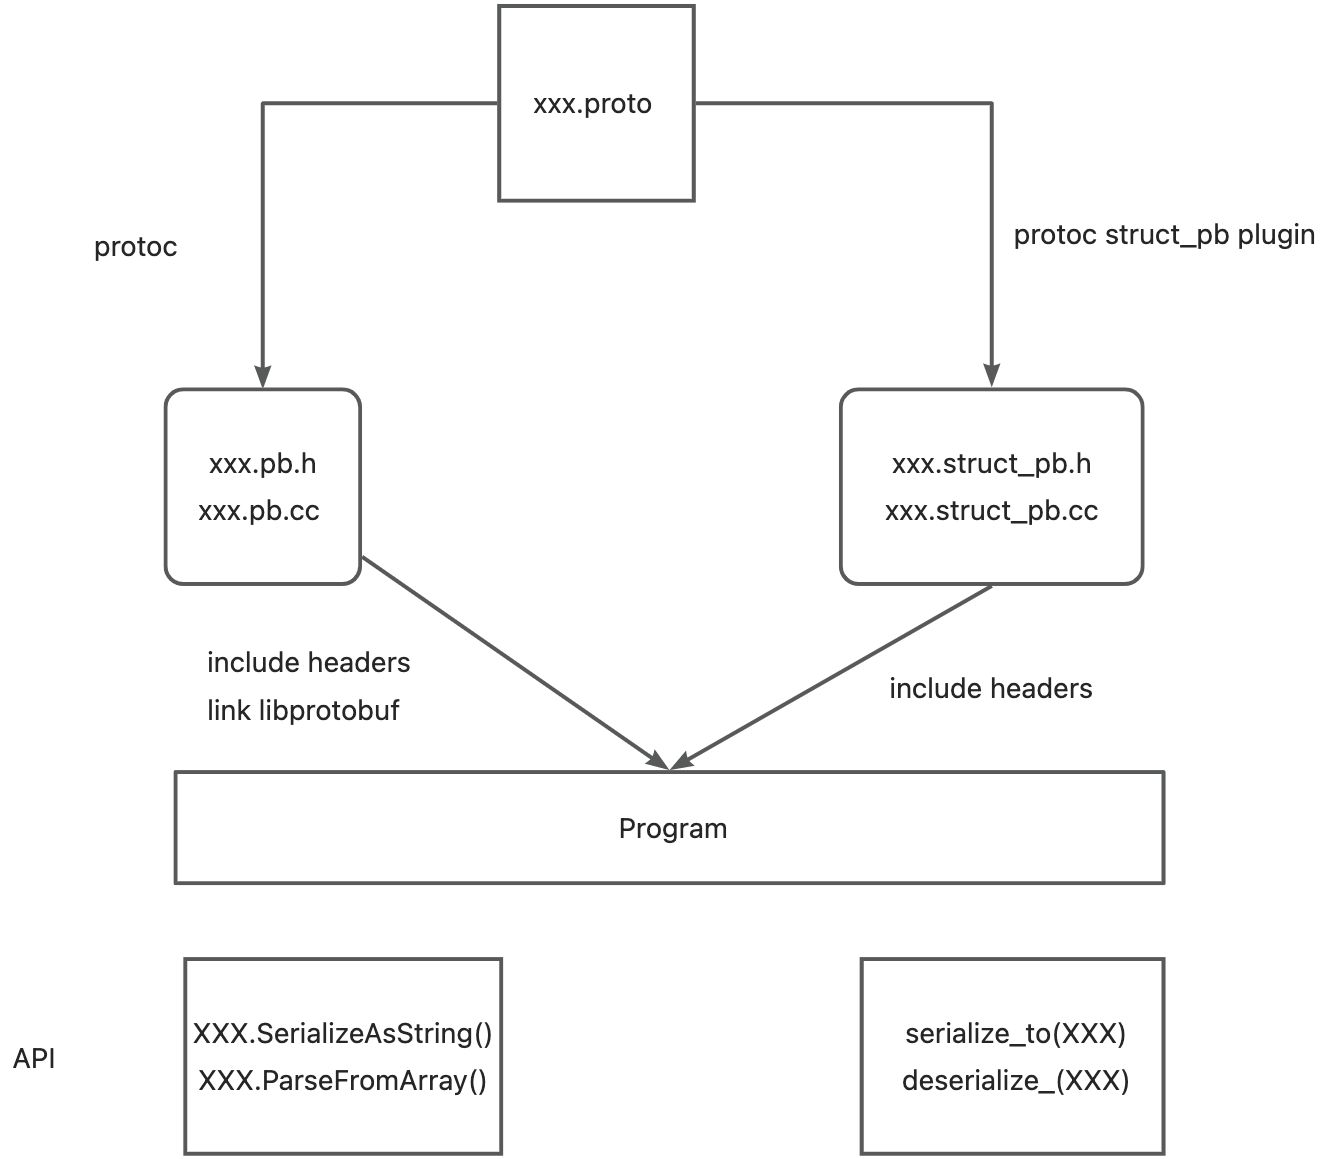 xxx.proto
protoc
protoc struct_pb plugin
xxx.pb.h
xxx.pb.cc
xxx.struct_pb.h
xxx.struct_pb.cc
include headers
link libprotobuf
include headers
Program
API
XXX.SerializeAsString()
XXX.ParseFromArray()
serialize_to(XXX)
deserialize_(XXX)